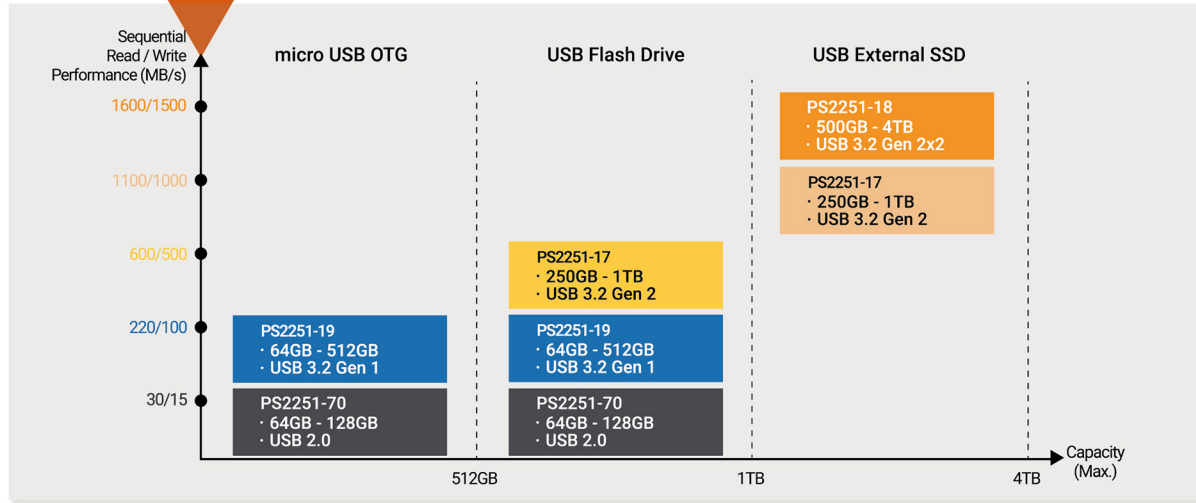 Sequential
Read / Write
Performance (MB/s)
micro USB OTG
USB Flash Drive
USB External SSD
1600/1500
1100/1000
600/500
220/100
30/15
PS2251-19
· 64GB - 512GB
· USB 3.2 Gen 1
PS2251-70
· 64GB - 128GB
· USB 2.0
PS2251-17
· 250GB - 1TB
· USB 3.2 Gen 2
PS2251-19
· 64GB - 512GB
· USB 3.2 Gen 1
PS2251-70
· 64GB - 128GB
· USB 2.0
PS2251-18
· 500GB - 4TB
· USB 3.2 Gen 2x2
PS2251-17
· 250GB - 1TB
· USB 3.2 Gen 2
512GB
1TB
4TB
Capacity
(Max.)